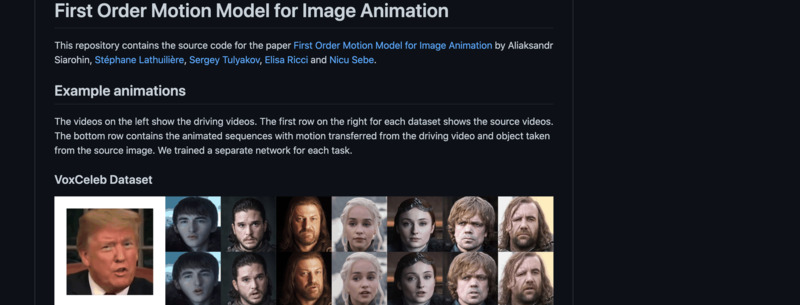 First Order Motion Model for Image Animation
This repository contains the source code for the paper First Order Motion Model for Image Animation by Aliaksandr
Siarohin, Stéphane Lathuilière, Sergey Tulyakov, Elisa Ricci and Nicu Sebe.
Example animations
The videos on the left show the driving videos. The first row on the right for each dataset shows the source videos.
The bottom row contains the animated sequences with motion transferred from the driving video and object taken
from the source image. We trained a separate network for each task.
VoxCeleb Dataset